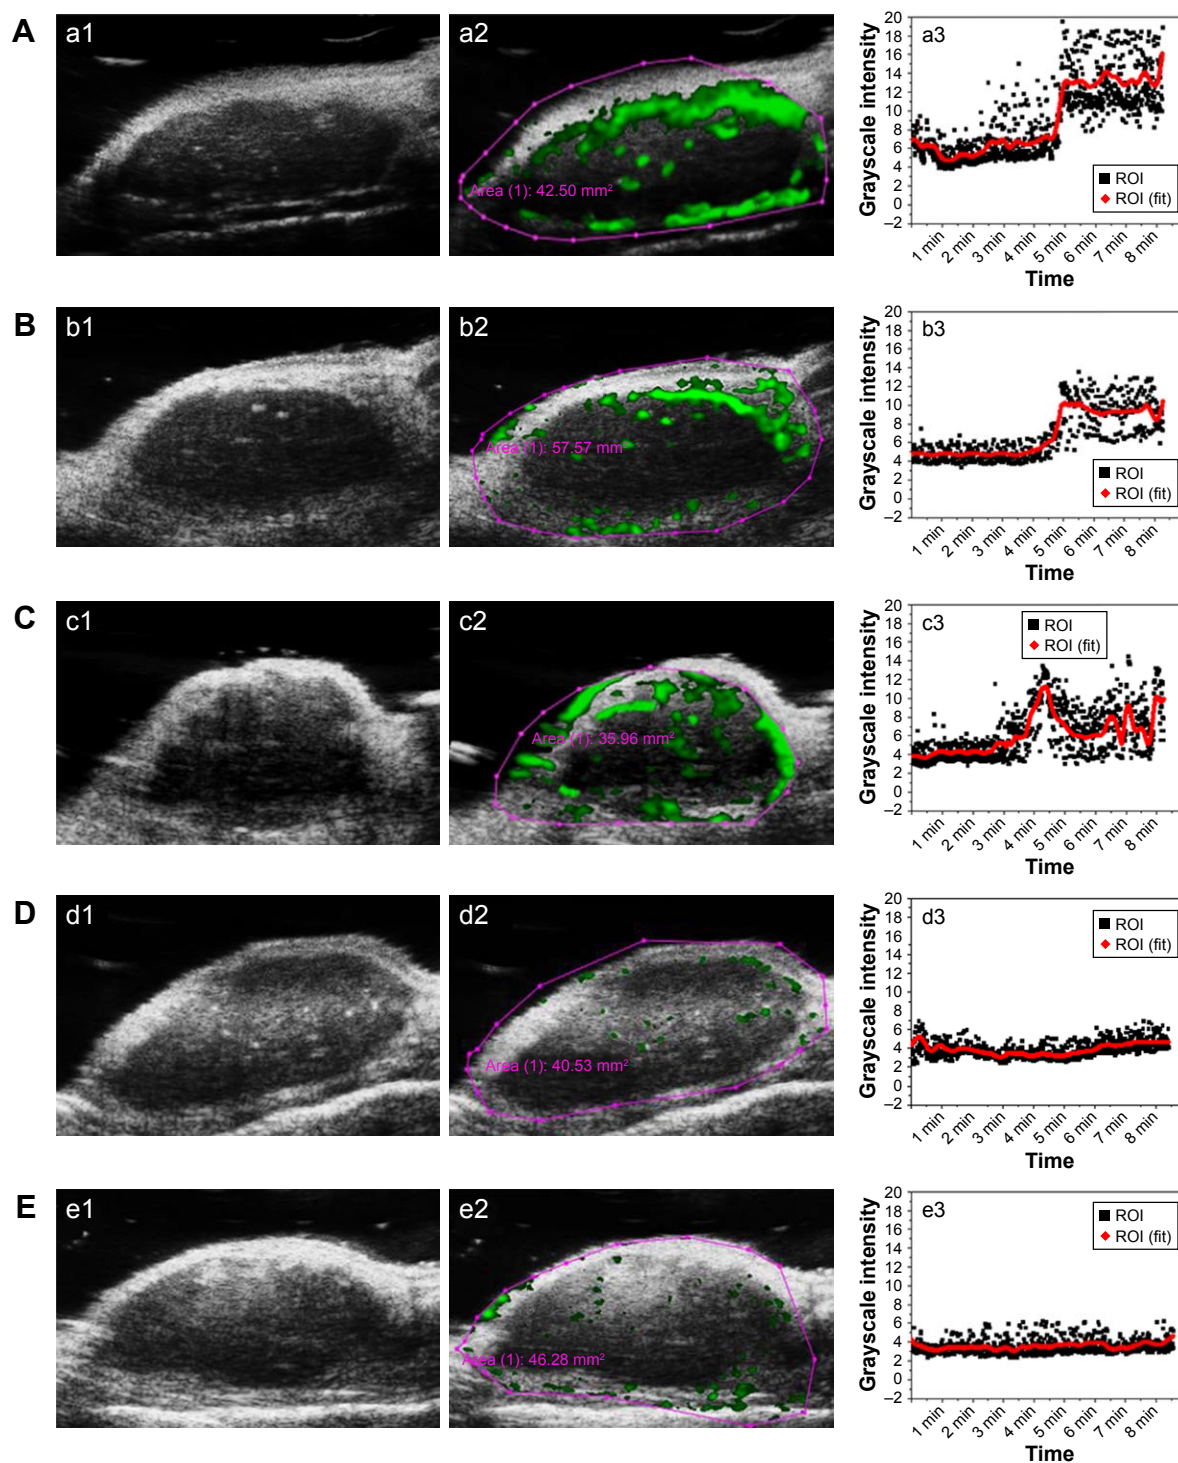 A
a1
a2
Area (1): 42.50 mm²
a3
Grayscale intensity
20
18
16
14
12
10
8
6
4
2
0
–2
ROI
ROI (fit)
1 min
2 min
3 min
4 min
5 min
6 min
7 min
8 min
Time
B
b1
b2
Area (1): 57.57 mm²
b3
Grayscale intensity
20
18
16
14
12
10
8
6
4
2
0
–2
ROI
ROI (fit)
1 min
2 min
3 min
4 min
5 min
6 min
7 min
8 min
Time
C
c1
c2
Area (1): 35.96 mm²
c3
Grayscale intensity
20
18
16
14
12
10
8
6
4
2
0
–2
ROI
ROI (fit)
1 min
2 min
3 min
4 min
5 min
6 min
7 min
8 min
Time
D
d1
d2
Area (1): 40.53 mm²
d3
Grayscale intensity
20
18
16
14
12
10
8
6
4
2
0
–2
ROI
ROI (fit)
1 min
2 min
3 min
4 min
5 min
6 min
7 min
8 min
Time
E
e1
e2
Area (1): 46.28 mm²
e3
Grayscale intensity
20
18
16
14
12
10
8
6
4
2
0
–2
ROI
ROI (fit)
1 min
2 min
3 min
4 min
5 min
6 min
7 min
8 min
Time